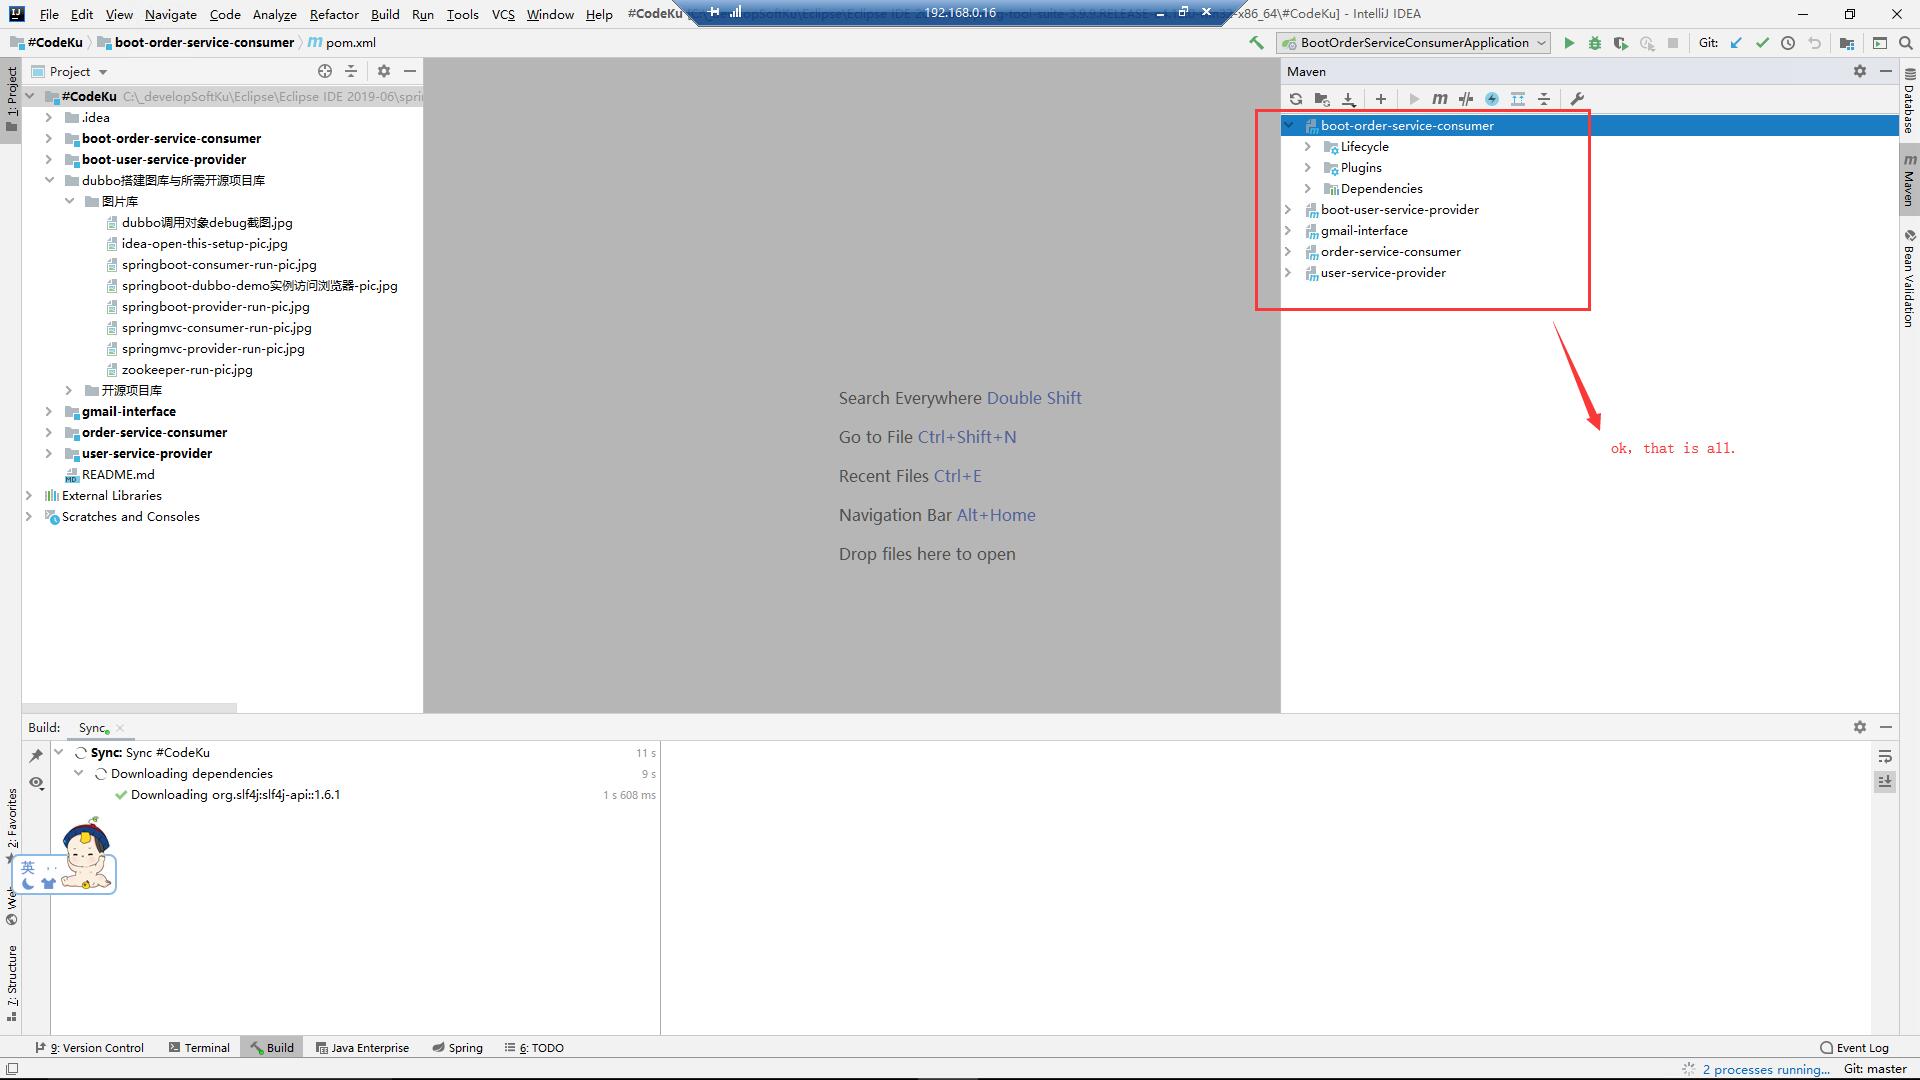 File Edit View Navigate Code Analyze Refactor Build Run Tools VCS Window Help #CodeKu 192.168.0.16 x86_64\#CodeKu] - IntelliJ IDEA
#CodeKu boot-order-service-consumer pom.xml BootOrderServiceConsumerApplication Git:
1: Project
Project
#CodeKu C:\_developSoftKu\Eclipse\Eclipse IDE 2019-06\spri
.idea
boot-order-service-consumer
boot-user-service-provider
dubbo搭建图库与所需开源项目库
图片库
dubbo调用对象debug截图.jpg
idea-open-this-setup-pic.jpg
springboot-consumer-run-pic.jpg
springboot-dubbo-demo实例访问浏览器-pic.jpg
springboot-provider-run-pic.jpg
springmvc-consumer-run-pic.jpg
springmvc-provider-run-pic.jpg
zookeeper-run-pic.jpg
开源项目库
gmail-interface
order-service-consumer
user-service-provider
README.md
External Libraries
Scratches and Consoles
Search Everywhere Double Shift
Go to File Ctrl+Shift+N
Recent Files Ctrl+E
Navigation Bar Alt+Home
Drop files here to open
Maven
boot-order-service-consumer
Lifecycle
Plugins
Dependencies
boot-user-service-provider
gmail-interface
order-service-consumer
user-service-provider
ok, that is all.
Database
Maven
Bean Validation
Build: Sync
Sync: Sync #CodeKu 11 s
Downloading dependencies 9 s
Downloading org.slf4j:slf4j-api::1.6.1 1 s 608 ms
2: Favorites
英
7: Structure
9: Version Control Terminal Build Java Enterprise Spring 6: TODO Event Log
2 processes running... Git: master